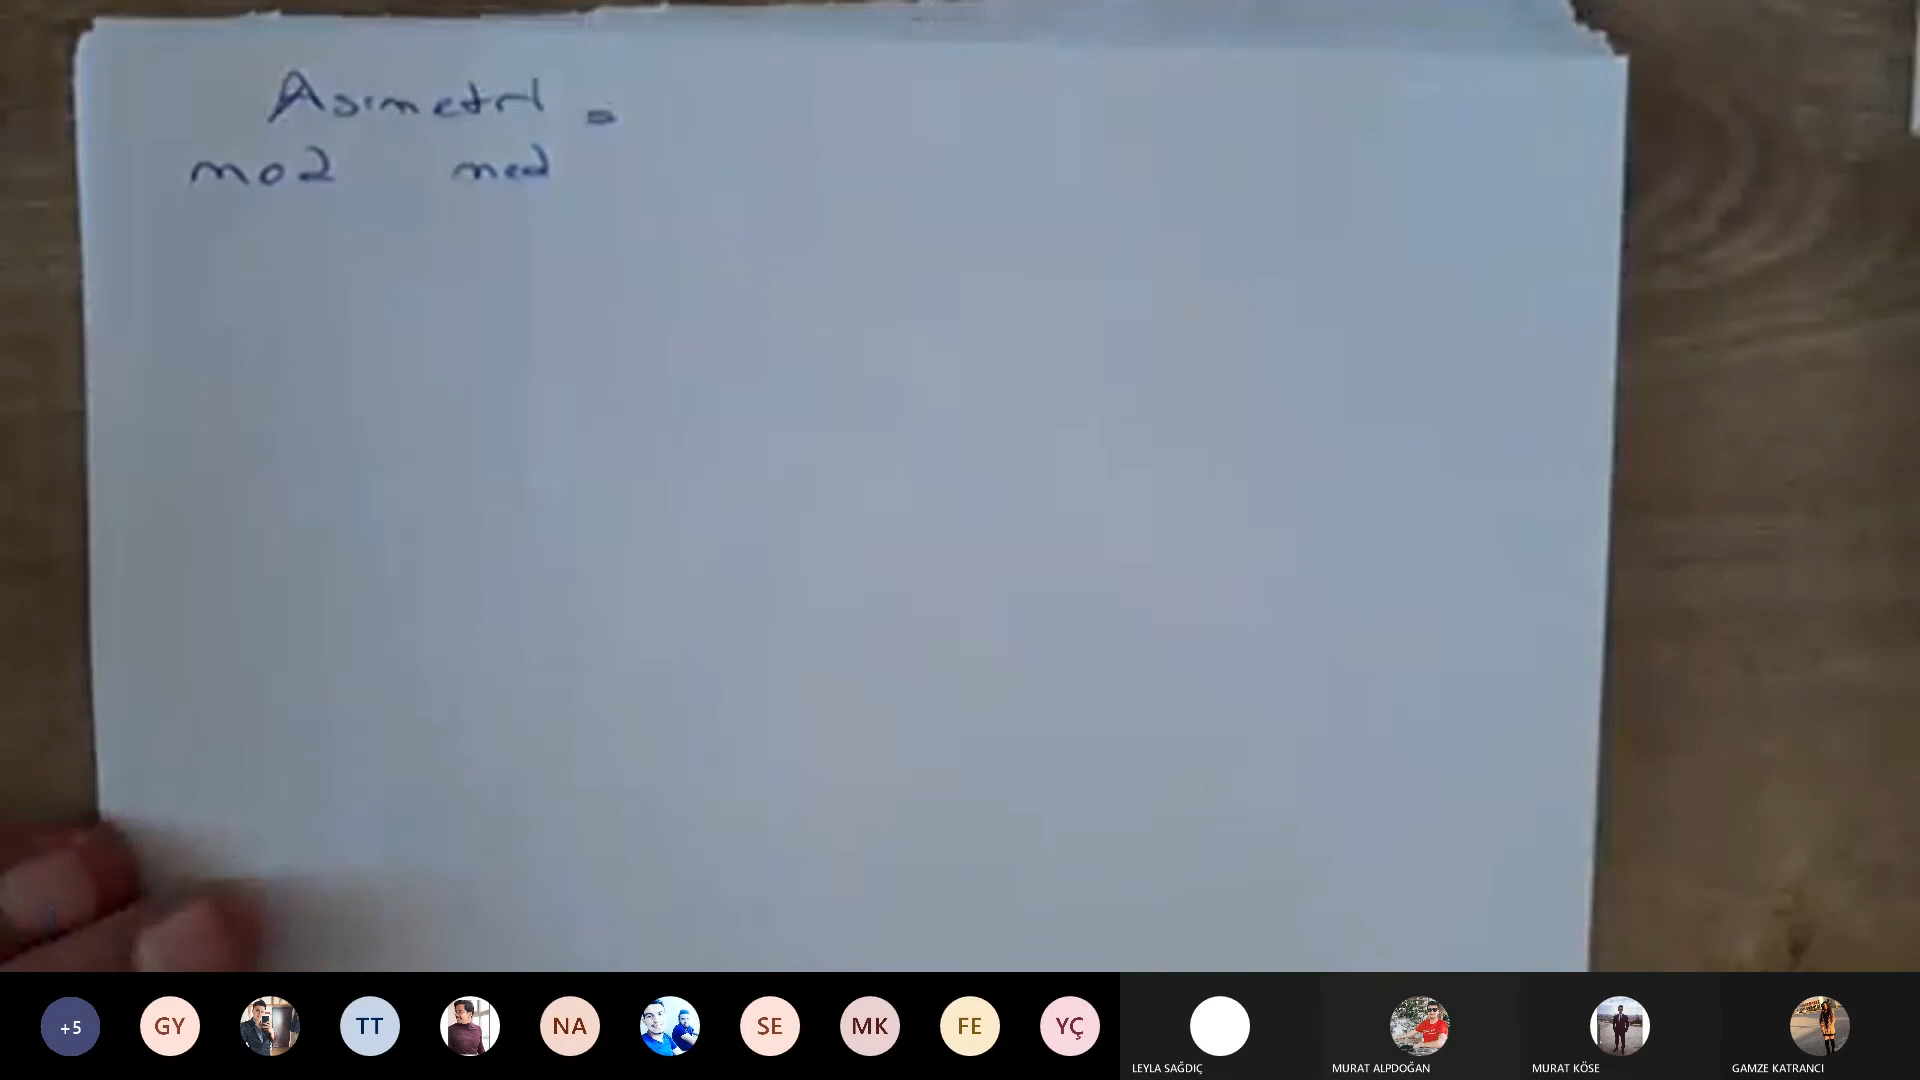 Asimetri =
mod med
+5 GY TT NA SE MK FE YÇ
LEYLA SAĞDIÇ MURAT ALPDOĞAN MURAT KÖSE GAMZE KATRANCI